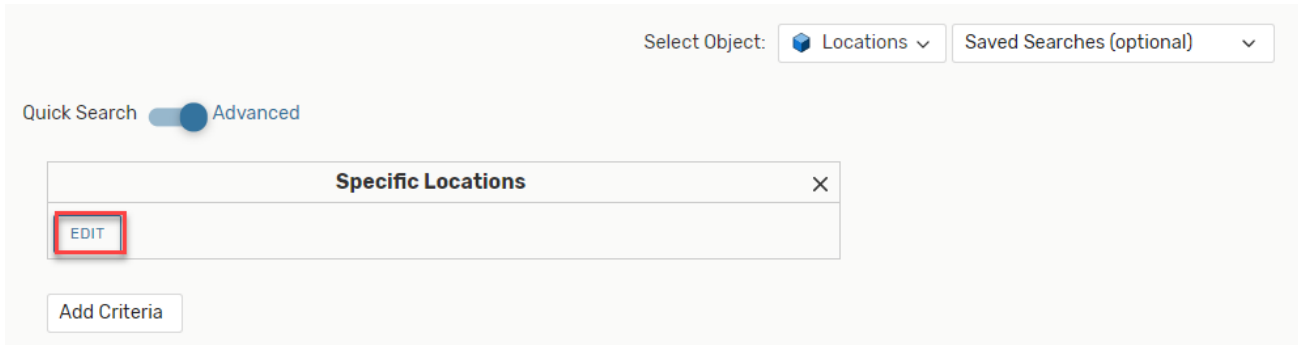 Select Object: Locations Saved Searches (optional)
Quick Search Advanced
Specific Locations
EDIT
Add Criteria